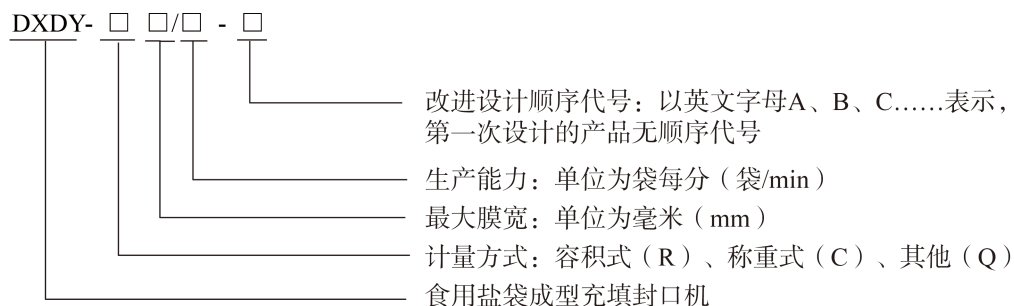 DXDY- □ □/□ - □
改进设计顺序代号：以英文字母A、B、C……表示，
第一次设计的产品无顺序代号
生产能力：单位为袋每分（袋/min）
最大膜宽：单位为毫米（mm）
计量方式：容积式（R）、称重式（C）、其他（Q）
食用盐袋成型充填封口机